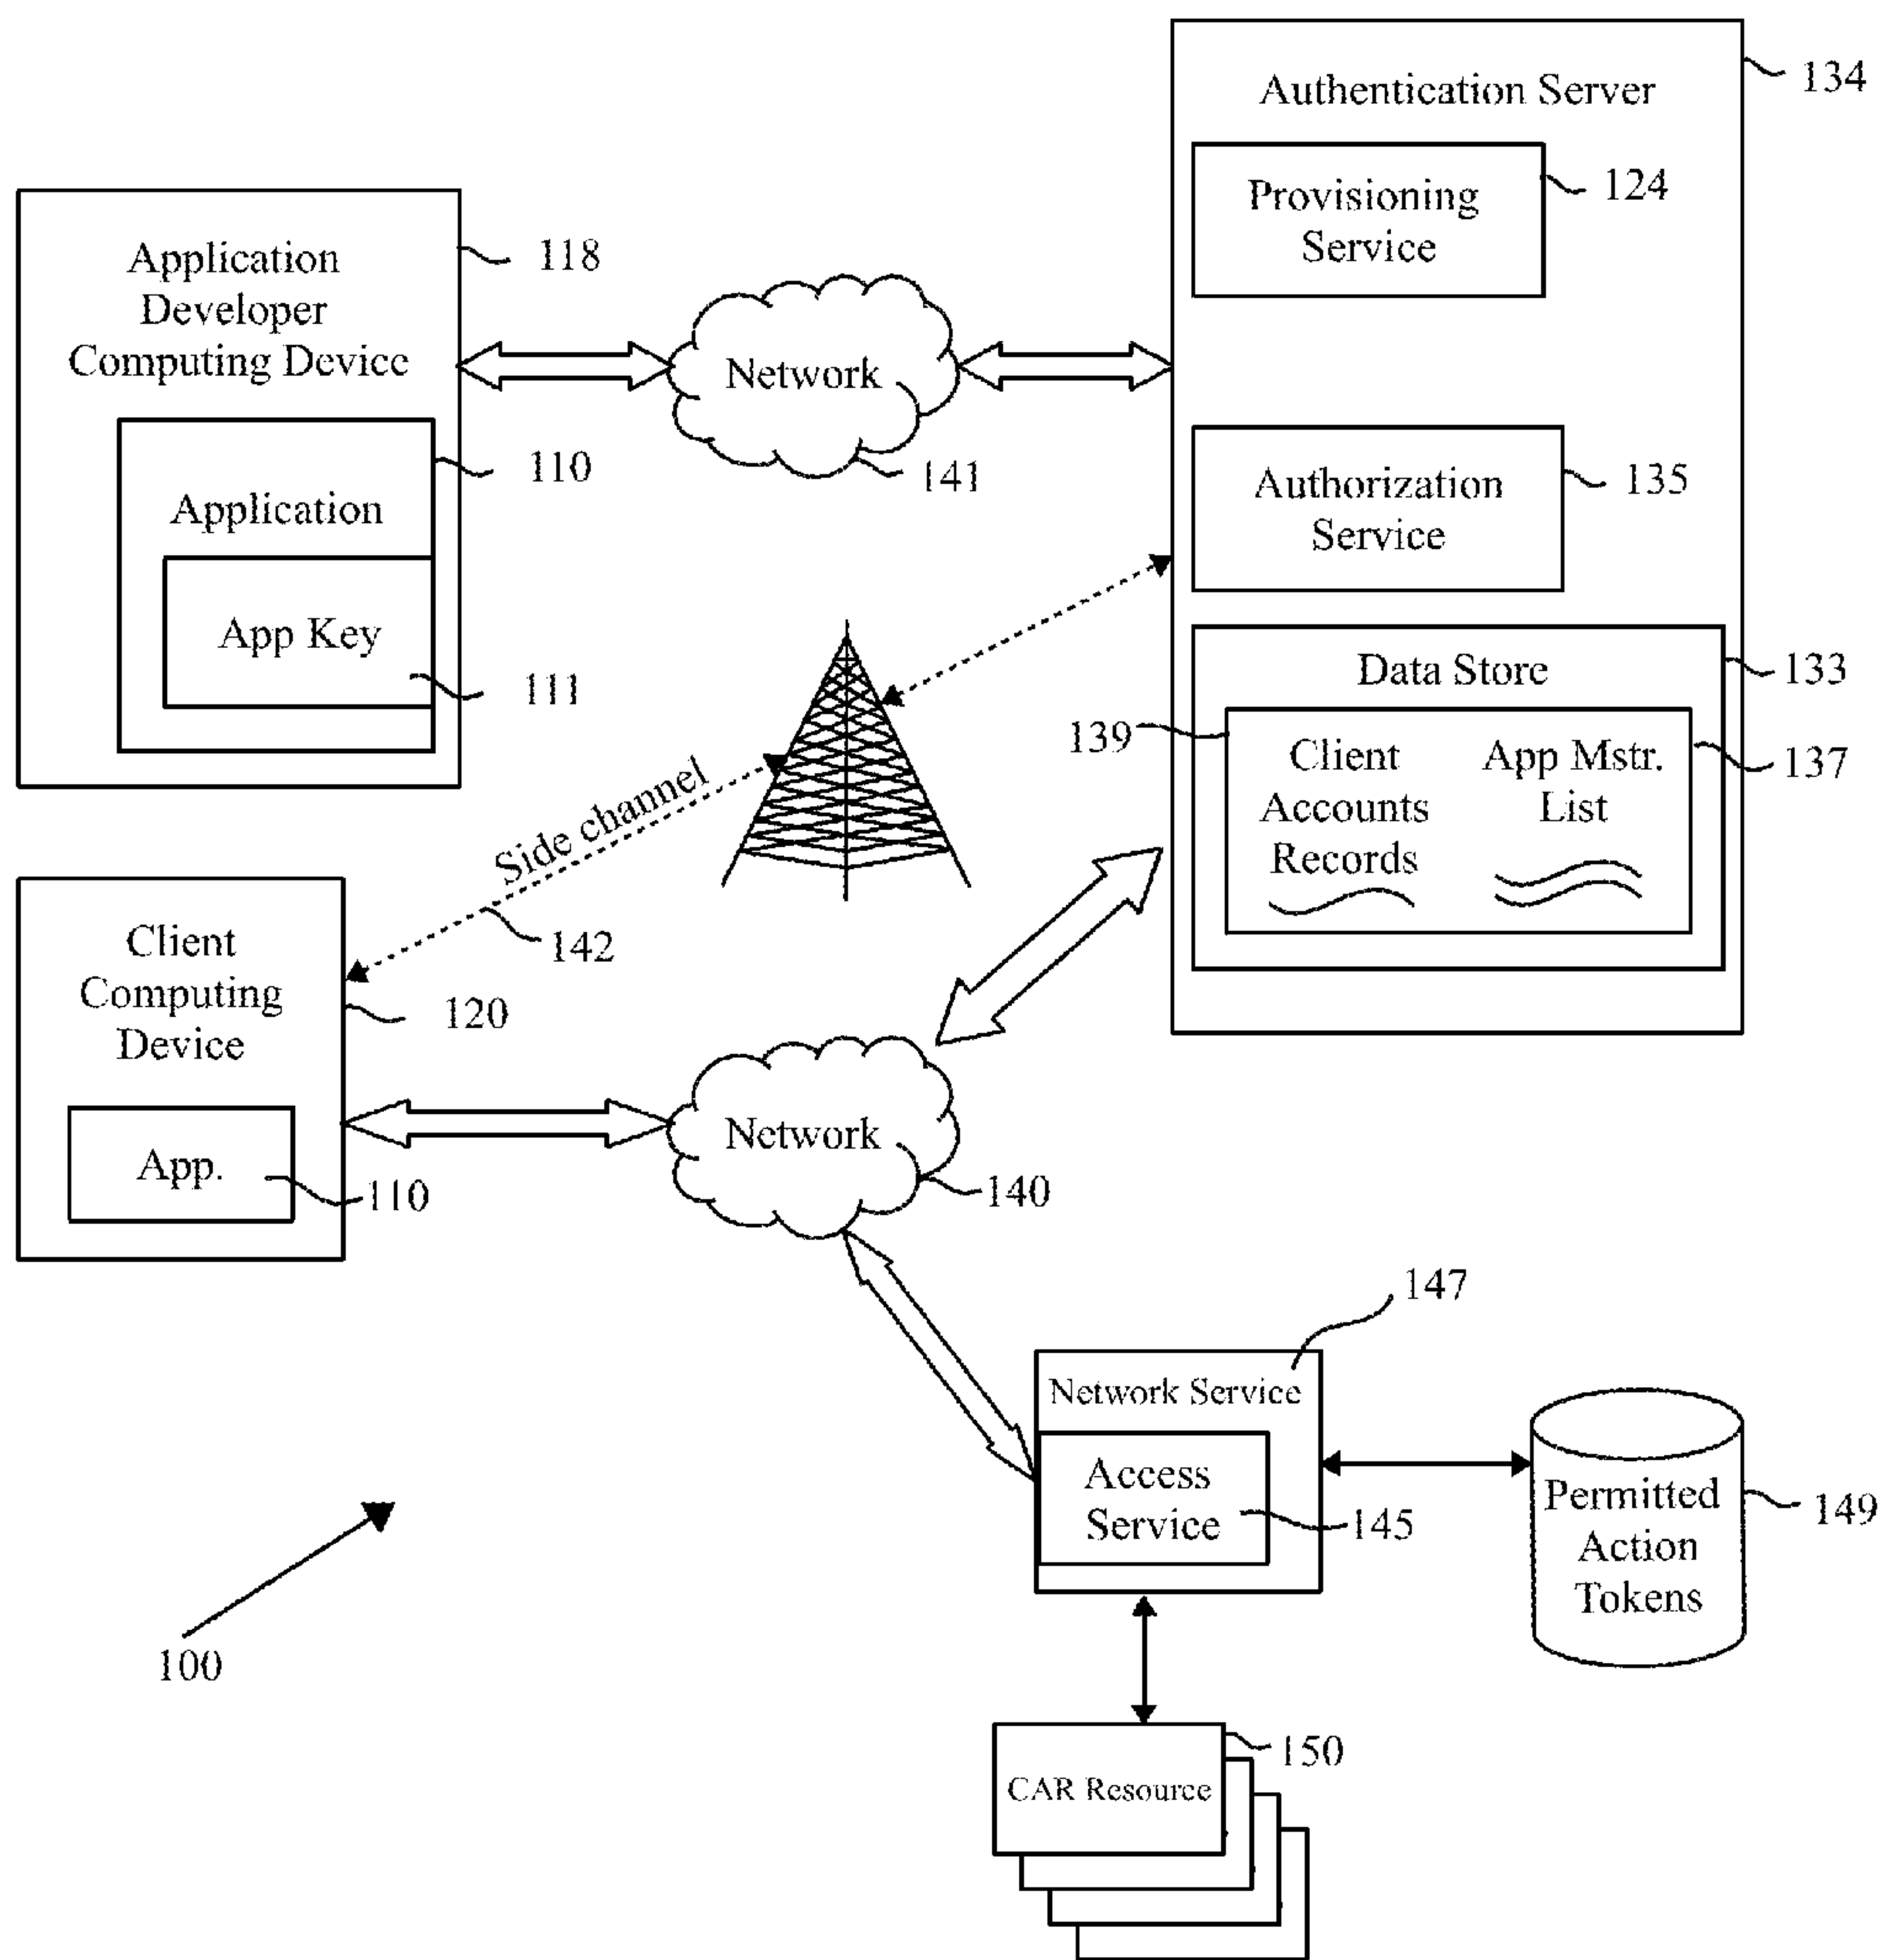 Authentication Server
134
Provisioning
Service
124
Application
Developer
Computing Device
118
Network
141
Application
110
App Key
111
Authorization
Service
135
Data Store
133
139
Client
Accounts
Records
App Mstr.
List
137
Side channel
142
Client
Computing
Device
120
App.
110
Network
140
147
Network Service
Access
Service
145
Permitted
Action
Tokens
149
100
150
CAR Resource